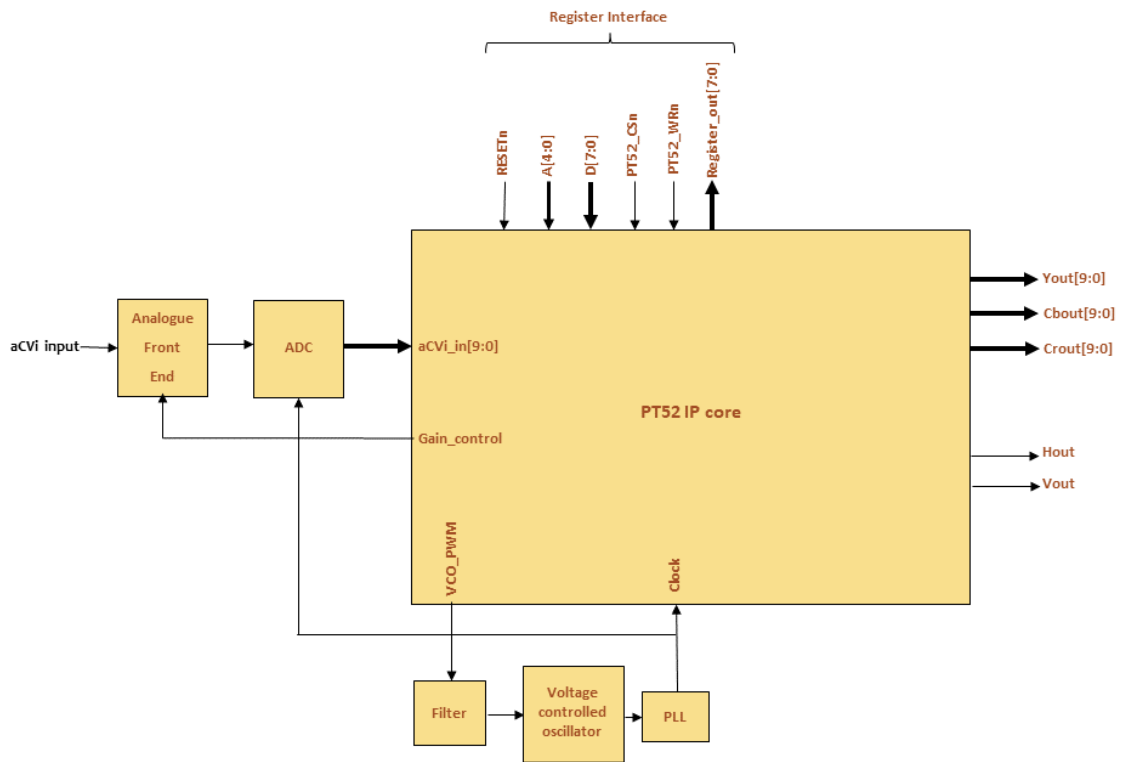 Register Interface
RESETn
A[4:0]
D[7:0]
PT52_CSn
PT52_WRn
Register_out[7:0]
aCVi input
Analogue
Front
End
ADC
aCVi_in[9:0]
Gain_control
PT52 IP core
Yout[9:0]
Cbout[9:0]
Crout[9:0]
Hout
Vout
VCO_PWM
Clock
Filter
Voltage
controlled
oscillator
PLL